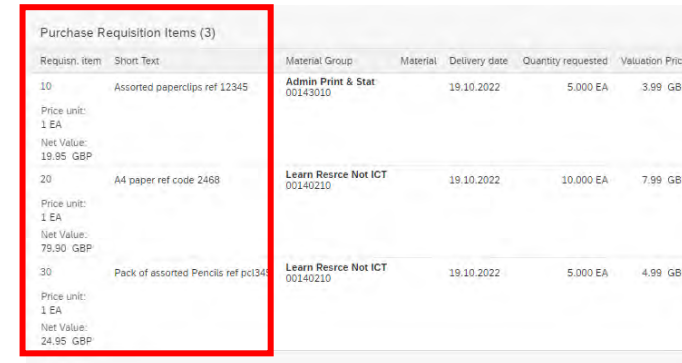 Purchase Requisition Items (3)
Requisn. item Short Text Material Group Material Delivery date Quantity requested Valuation Pric
10 Assorted paperclips ref 12345 Admin Print & Stat 19.10.2022 5.000 EA 3.99 GB
00143010
Price unit:
1 EA
Net Value:
19.95 GBP
20 A4 paper ref code 2468 Learn Resrce Not ICT 19.10.2022 10.000 EA 7.99 GB
00140210
Price unit:
1 EA
Net Value:
79.90 GBP
30 Pack of assorted Pencils ref pcl345 Learn Resrce Not ICT 19.10.2022 5.000 EA 4.99 GB
00140210
Price unit:
1 EA
Net Value:
24.95 GBP